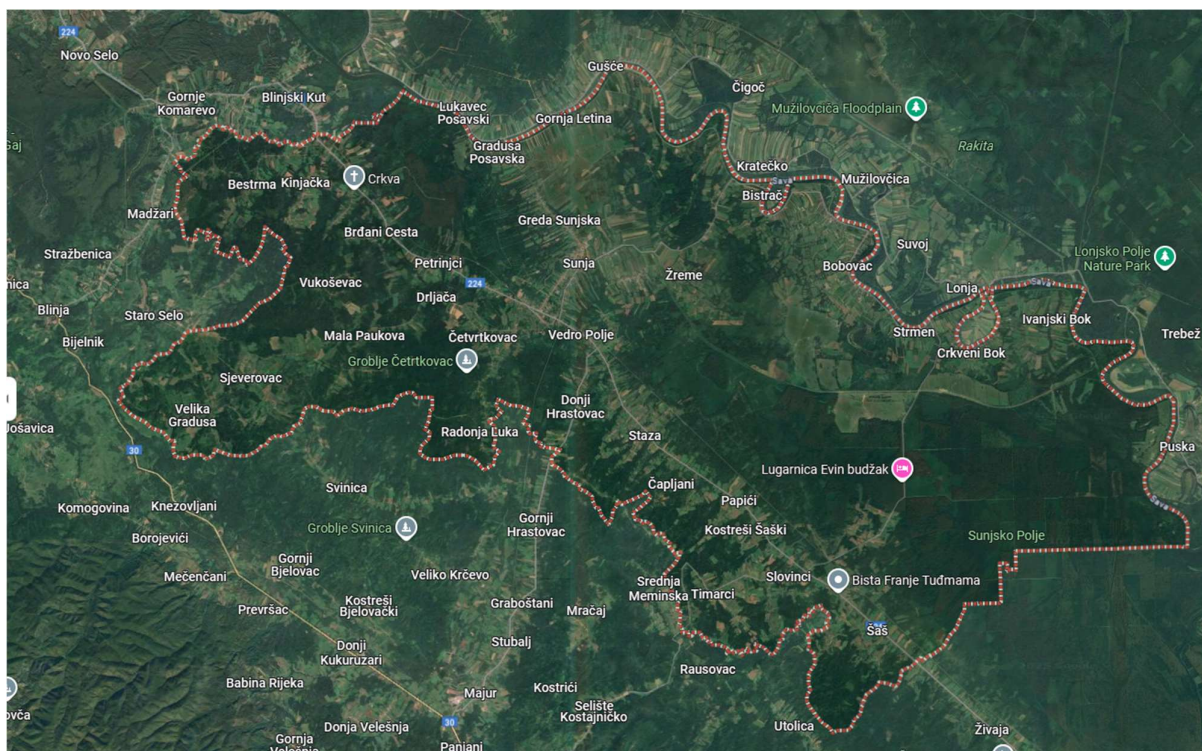 224
Novo Selo
Gušće
Čigoč
Gornje
Komarevo
Blinjski Kut
Lukavec
Posavski
Gornja Letina
Mužilovčića Floodplain
Graduša
Posavska
Rakita
Kratečko
Bestrma
Kinjačka
Crkva
Sava
Mužilovčica
Bistrač
Madžari
Greda Sunjska
Brđani Cesta
Stražbenica
Suvoj
Lonjsko Polje
Nature Park
Petrinjci
Sunja
Žreme
Bobovac
Vukoševac
224
Sava
Lonja
Drljača
Blinja
Staro Selo
Ivanjski Bok
Mala Paukova
Četvrtkovac
Vedro Polje
Strmen
Trebež
Bijelnik
Groblje Četrtkovac
Crkveni Bok
Sjeverovac
Donji
Hrastovac
Velika
Gradusa
Jošavica
Radonja Luka
Staza
30
Puska
Lugarnica Evin budžak
Svinica
Čapljani
Papići
Sava
Komogovina
Knezovljani
Groblje Svinica
Gornji
Hrastovac
Kostreši Šaški
Borojevići
Sunjsko Polje
Gornji
Bjelovac
Mečenčani
Veliko Krčevo
Srednja
Meminska
Timarci
Slovinci
Bista Franje Tuđmama
Prevršac
Kostreši
Bjelovački
Graboštani
Mračaj
Šaš
Donji
Kukuruzari
Stubalj
Rausovac
Babina Rijeka
Majur
Kostrići
Selište
Kostajničko
Donja Velešnja
30
Utolica
Živaja
Gornja
Velešnja
Panjani